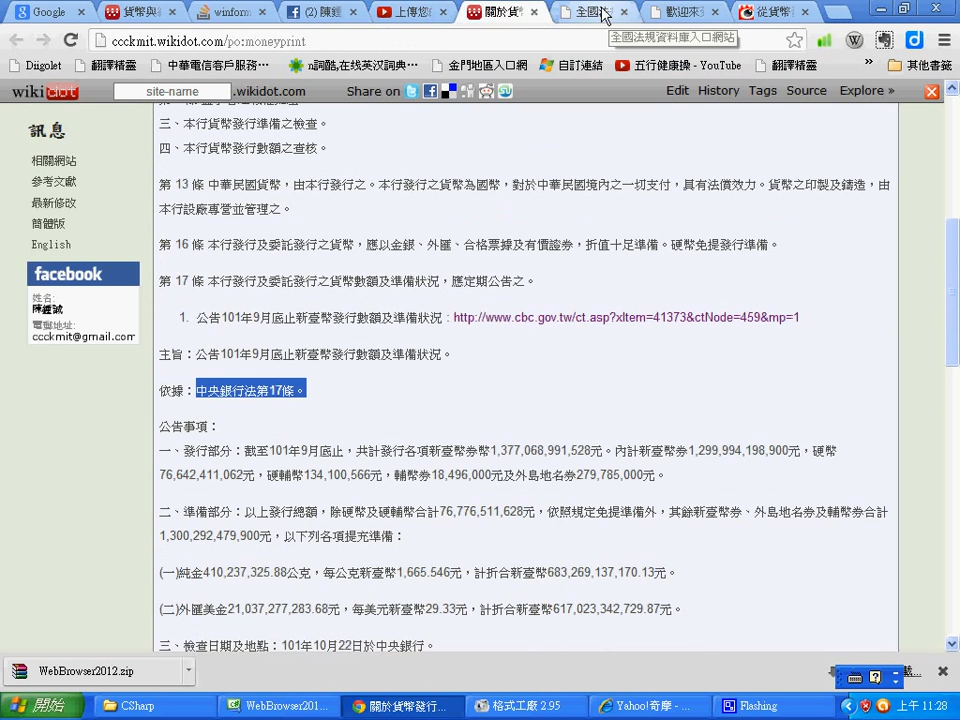 Google
貨幣與
winform
(2) 陳鍾
上傳您
關於貨
全國法
歡迎來
從貨幣
ccckmit.wikidot.com/po:moneyprint
全國法規資料庫入口網站
Diigolet
翻譯精靈
中華電信客戶服務…
n詞酷,在线英汉詞典…
金門地區入口網
自訂連結
五行健康操 - YouTube
翻譯精靈
»
其他書籤
wikidot
site-name
.wikidot.com
Share on
Edit
History
Tags
Source
Explore »
訊息
相關網站
參考文獻
最新修改
簡體版
English
facebook
姓名:
陳鍾誠
電郵地址:
ccckmit@gmail.com
三、本行貨幣發行準備之檢查。
四、本行貨幣發行數額之查核。
第 13 條 中華民國貨幣，由本行發行之。本行發行之貨幣為國幣，對於中華民國境內之一切支付，具有法償效力。貨幣之印製及鑄造，由
本行設廠專營並管理之。
第 16 條 本行發行及委託發行之貨幣，應以金銀、外匯、合格票據及有價證券，折值十足準備。硬幣免提發行準備。
第 17 條 本行發行及委託發行之貨幣數額及準備狀況，應定期公告之。
1. 公告101年9月底止新臺幣發行數額及準備狀況 : http://www.cbc.gov.tw/ct.asp?xItem=41373&ctNode=459&mp=1
主旨：公告101年9月底止新臺幣發行數額及準備狀況。
依據：中央銀行法第17條。
公告事項：
一、發行部分：截至101年9月底止，共計發行各項新臺幣券幣1,377,068,991,528元。內計新臺幣券1,299,994,198,900元，硬幣
76,642,411,062元，硬輔幣134,100,566元，輔幣券18,496,000元及外島地名券279,785,000元。
二、準備部分：以上發行總額，除硬幣及硬輔幣合計76,776,511,628元，依照規定免提準備外，其餘新臺幣券、外島地名券及輔幣券合計
1,300,292,479,900元，以下列各項提充準備：
(一)純金410,237,325.88公克，每公克新臺幣1,665.546元，計折合新臺幣683,269,137,170.13元。
(二)外匯美金21,037,277,283.68元，每美元新臺幣29.33元，計折合新臺幣617,023,342,729.87元。
三、檢查日期及地點：101年10月22日於中央銀行。
WebBrowser2012.zip
開始
CSharp
WebBrowser201...
關於貨幣發行...
格式工廠 2.95
Yahoo!奇摩 - ...
Flashing
上午 11:28